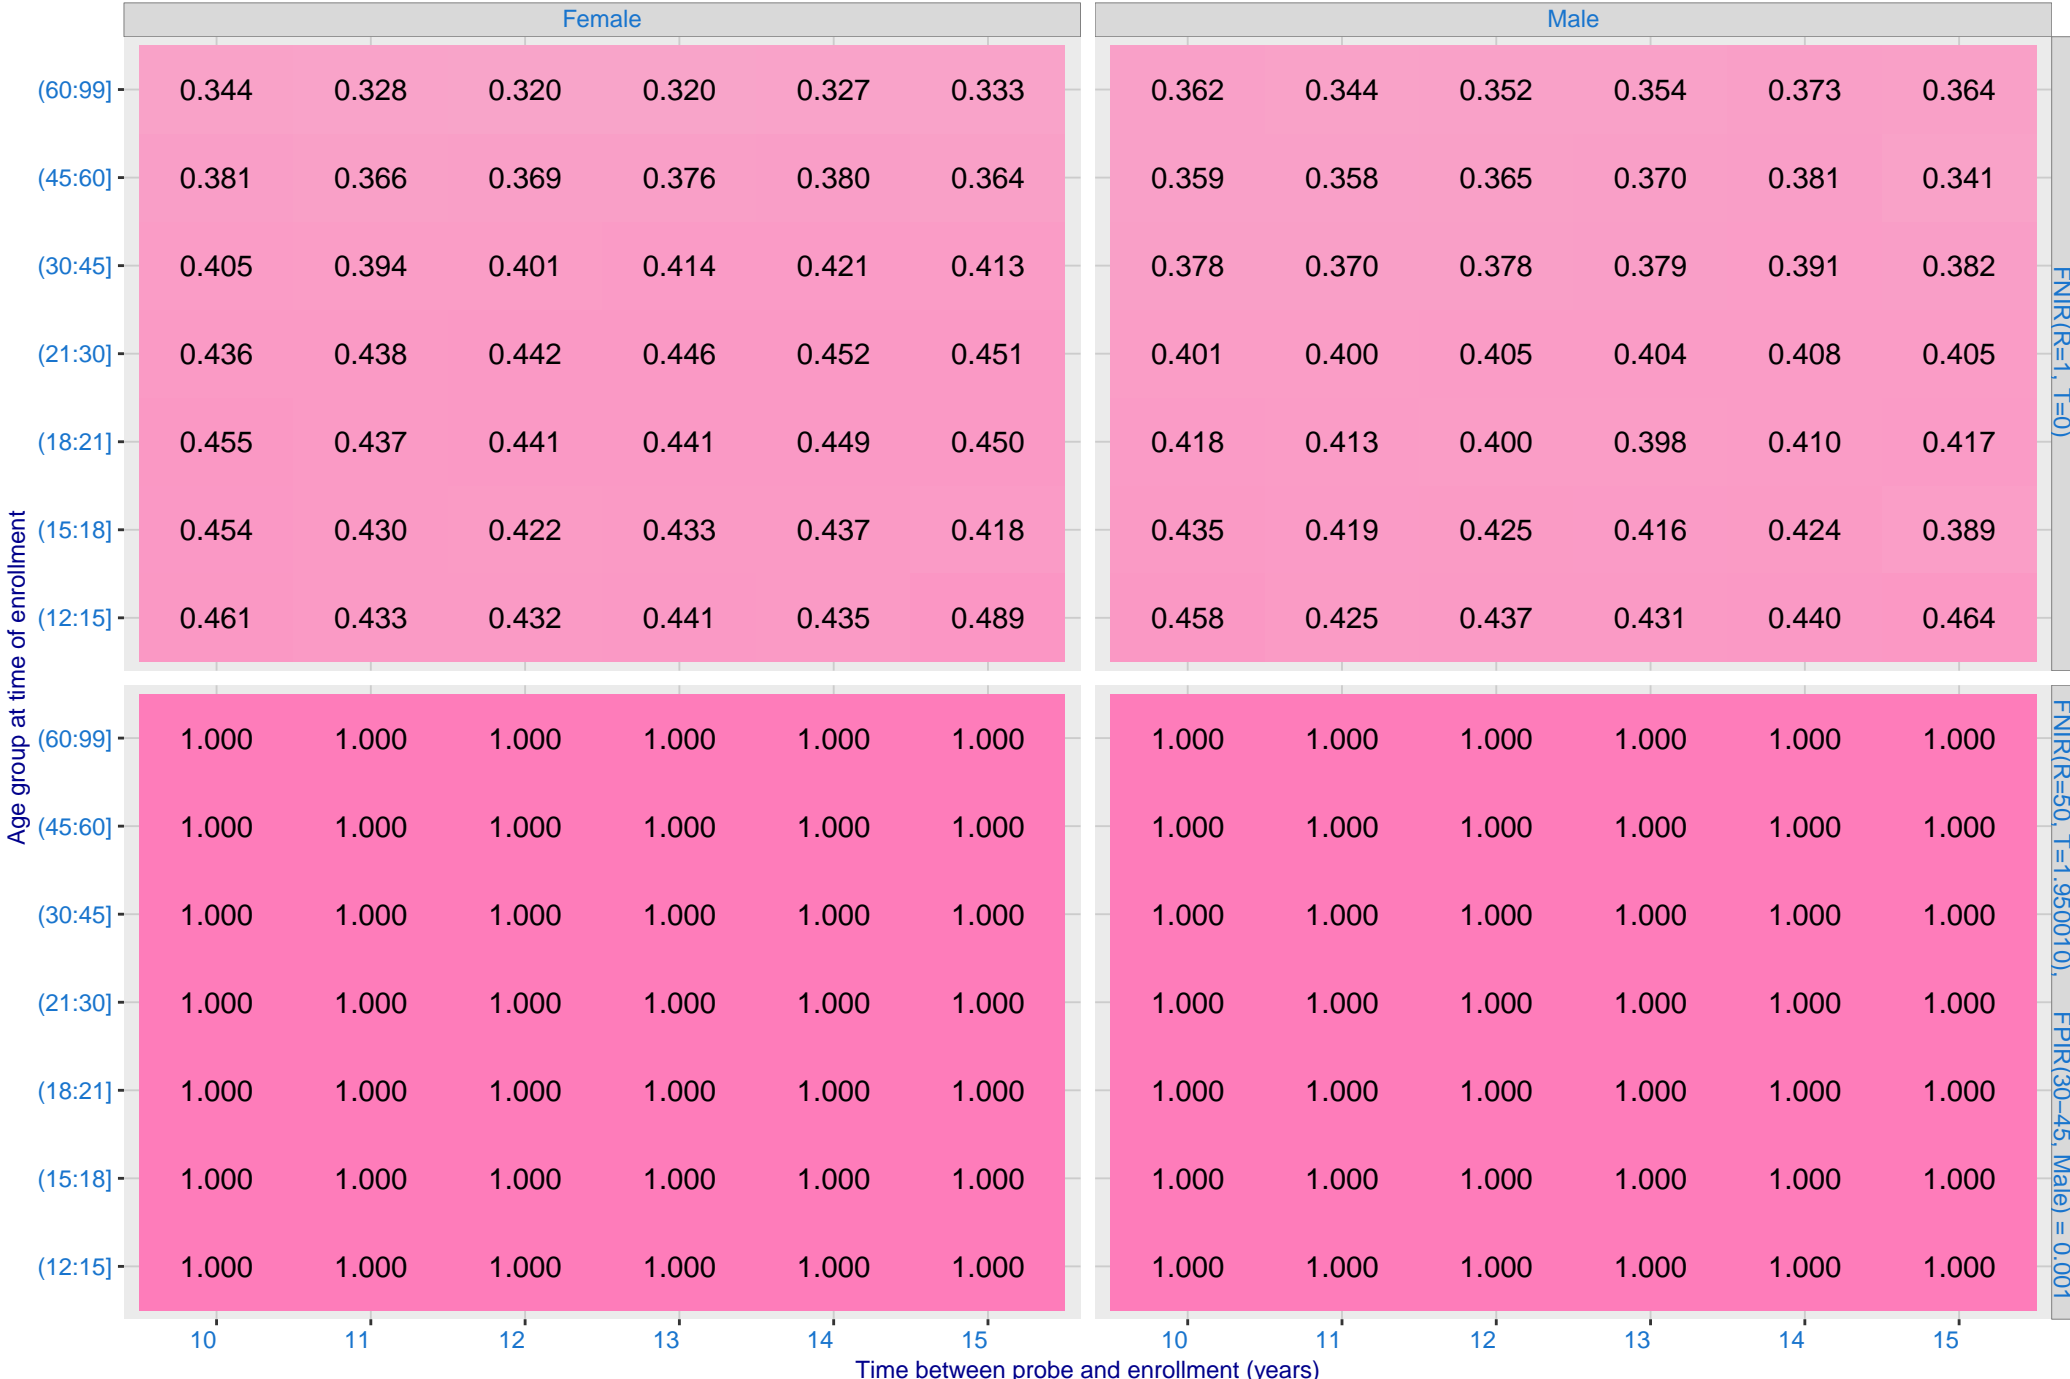 Female Male
(60:99] 0.344 0.328 0.320 0.320 0.327 0.333 0.362 0.344 0.352 0.354 0.373 0.364
(45:60] 0.381 0.366 0.369 0.376 0.380 0.364 0.359 0.358 0.365 0.370 0.381 0.341
(30:45] 0.405 0.394 0.401 0.414 0.421 0.413 0.378 0.370 0.378 0.379 0.391 0.382
(21:30] 0.436 0.438 0.442 0.446 0.452 0.451 0.401 0.400 0.405 0.404 0.408 0.405
(18:21] 0.455 0.437 0.441 0.441 0.449 0.450 0.418 0.413 0.400 0.398 0.410 0.417
(15:18] 0.454 0.430 0.422 0.433 0.437 0.418 0.435 0.419 0.425 0.416 0.424 0.389
(12:15] 0.461 0.433 0.432 0.441 0.435 0.489 0.458 0.425 0.437 0.431 0.440 0.464
FNIR(R=1, T=0)
Age group at time of enrollment
(60:99] 1.000 1.000 1.000 1.000 1.000 1.000 1.000 1.000 1.000 1.000 1.000 1.000
(45:60] 1.000 1.000 1.000 1.000 1.000 1.000 1.000 1.000 1.000 1.000 1.000 1.000
(30:45] 1.000 1.000 1.000 1.000 1.000 1.000 1.000 1.000 1.000 1.000 1.000 1.000
(21:30] 1.000 1.000 1.000 1.000 1.000 1.000 1.000 1.000 1.000 1.000 1.000 1.000
(18:21] 1.000 1.000 1.000 1.000 1.000 1.000 1.000 1.000 1.000 1.000 1.000 1.000
(15:18] 1.000 1.000 1.000 1.000 1.000 1.000 1.000 1.000 1.000 1.000 1.000 1.000
(12:15] 1.000 1.000 1.000 1.000 1.000 1.000 1.000 1.000 1.000 1.000 1.000 1.000
FNIR(R=50, T=1.950010), FPIR(30−45, Male) = 0.001
10 11 12 13 14 15 10 11 12 13 14 15
Time between probe and enrollment (years)